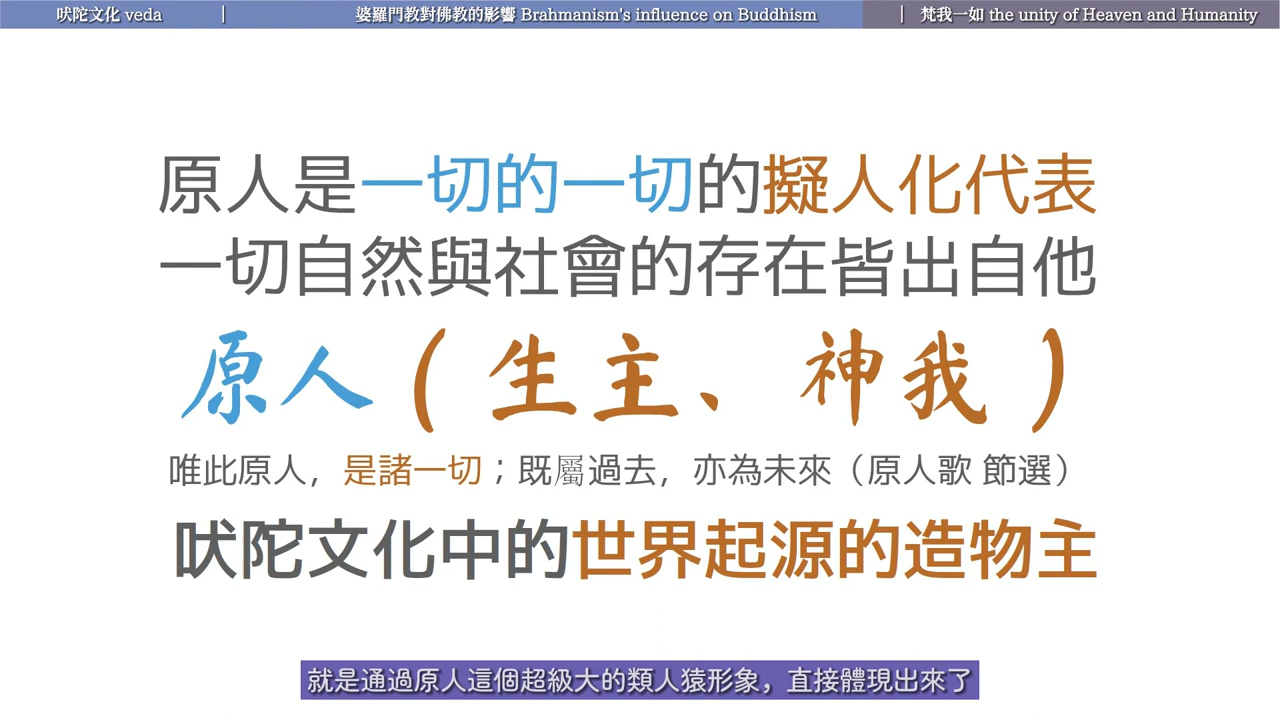 吠陀文化 veda | 婆羅門教對佛教的影響 Brahmanism's influence on Buddhism | 梵我一如 the unity of Heaven and Humanity
原人是一切的一切的擬人化代表
一切自然與社會的存在皆出自他
原人（生主、神我）
唯此原人，是諸一切；既屬過去，亦為未來（原人歌 節選）
吠陀文化中的世界起源的造物主
就是通過原人這個超級大的類人猿形象，直接體現出來了